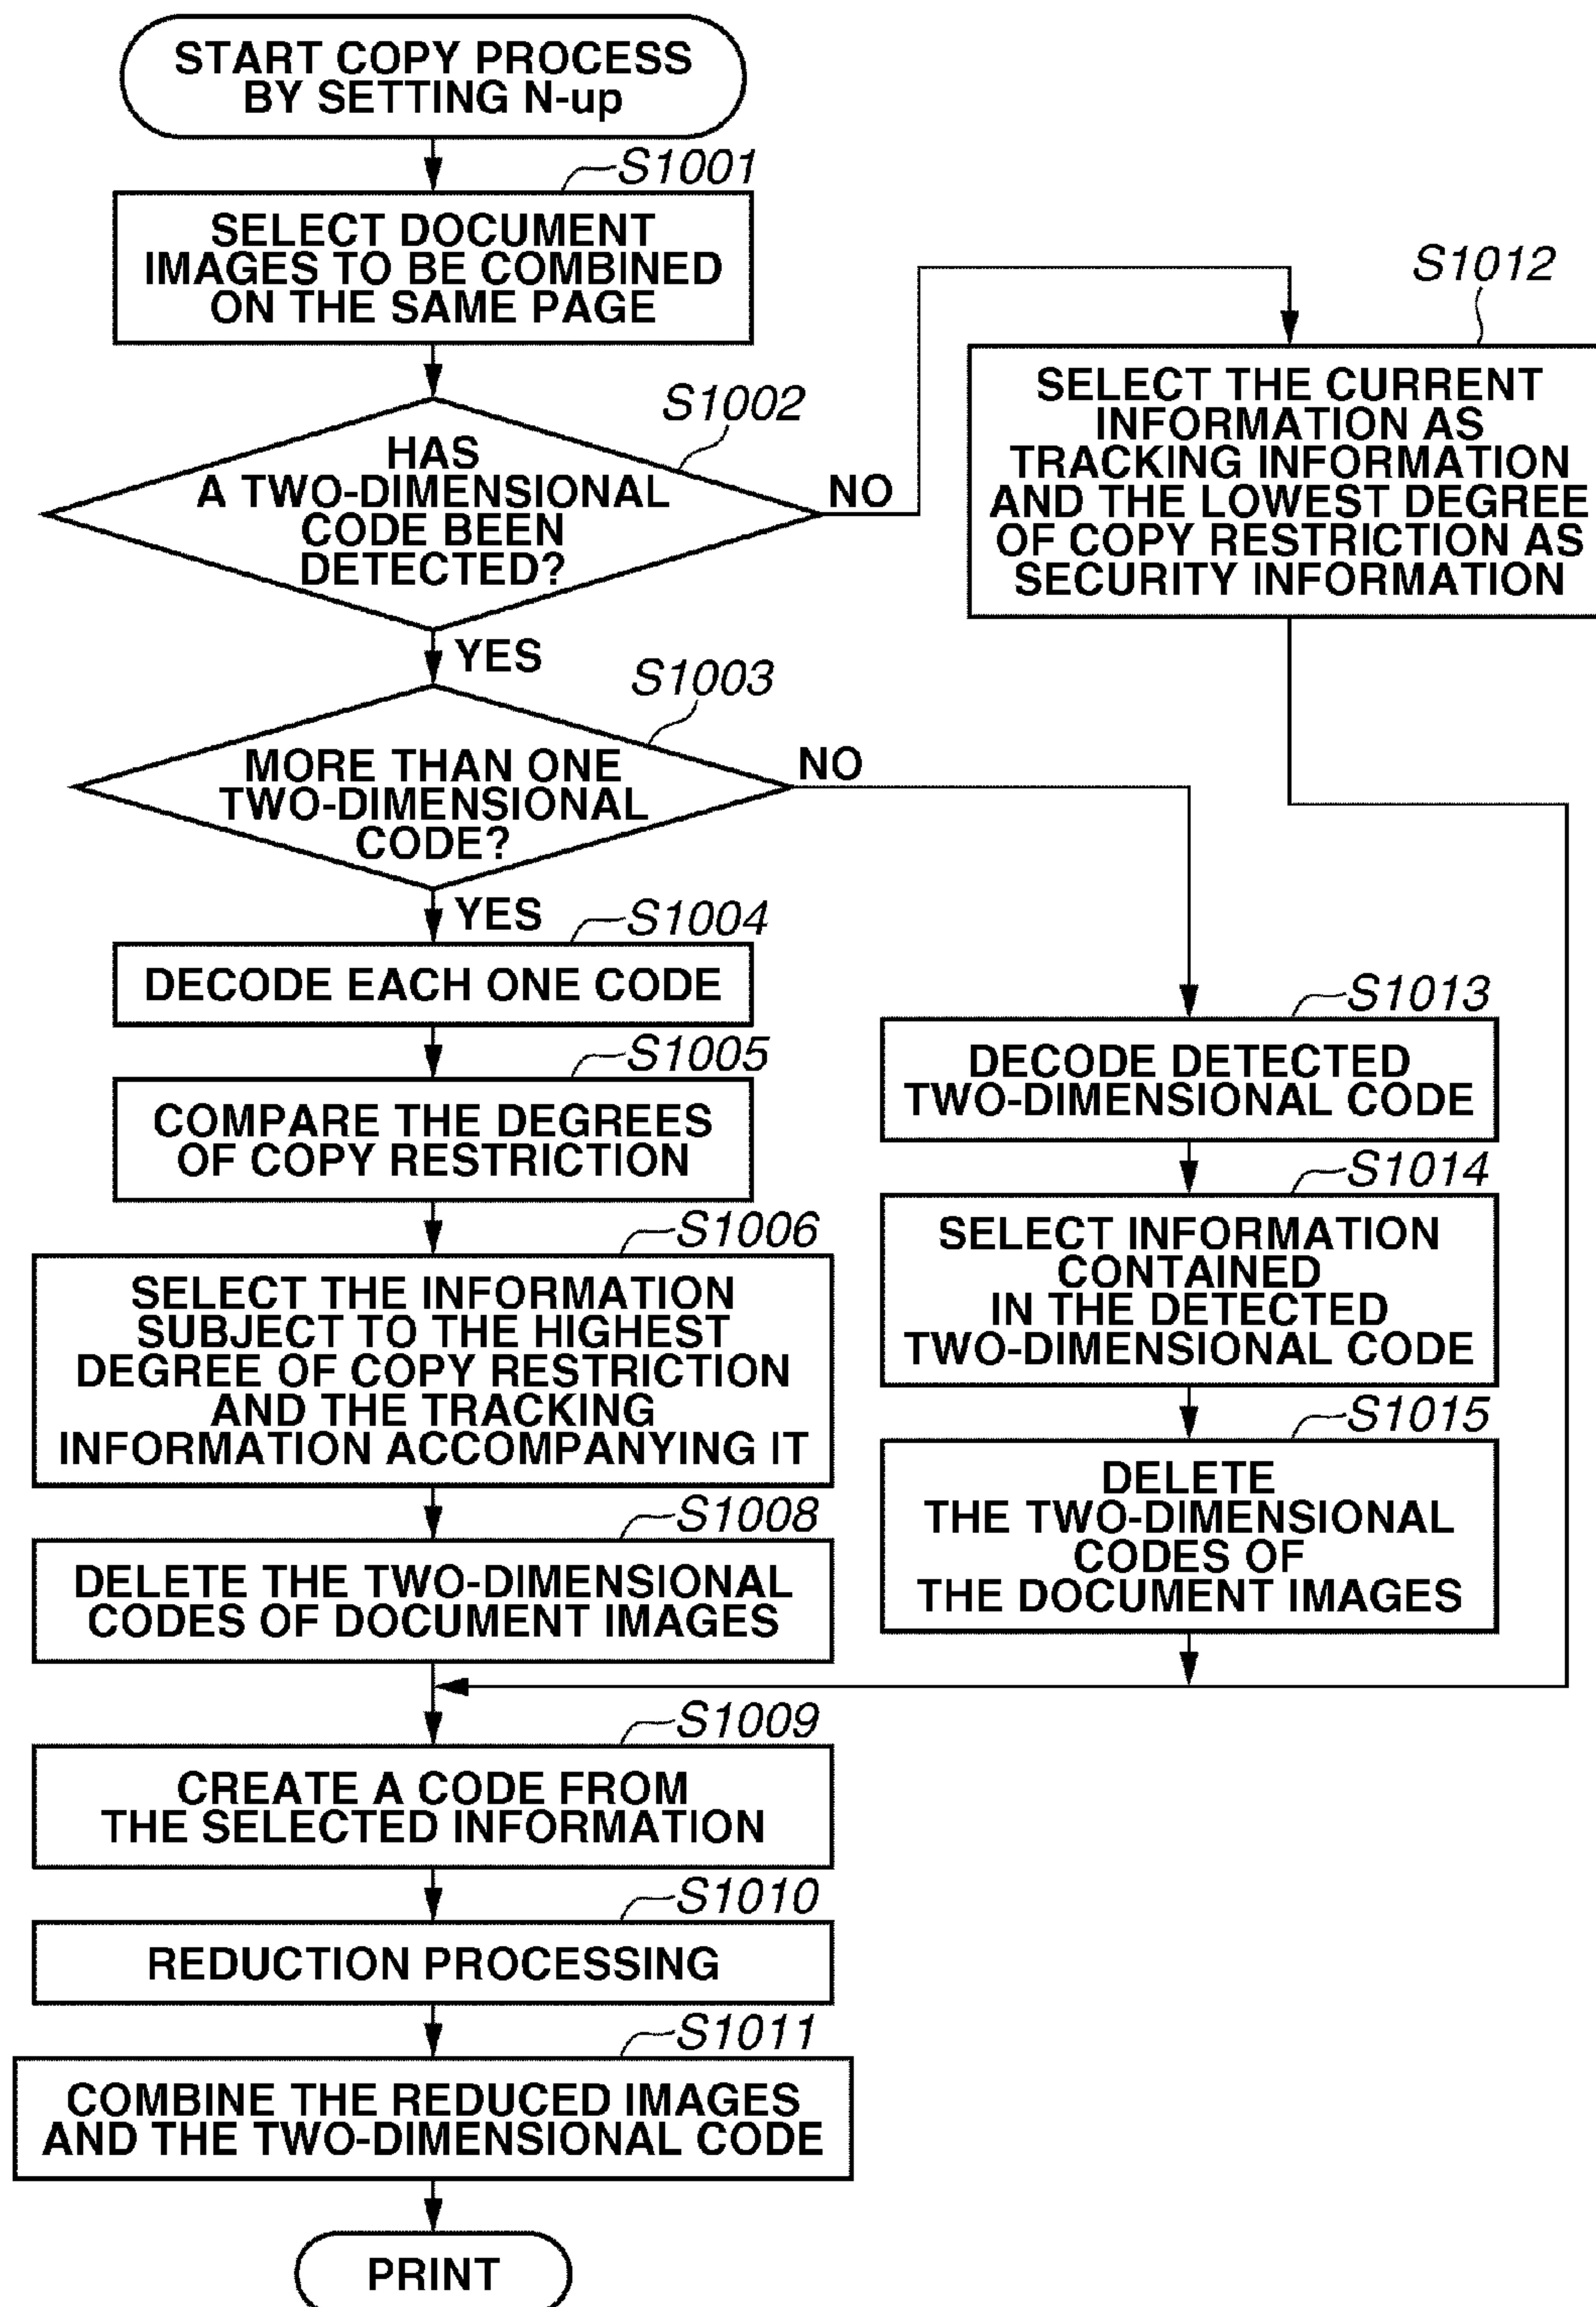 START COPY PROCESS
BY SETTING N-up
S1001
SELECT DOCUMENT
IMAGES TO BE COMBINED
ON THE SAME PAGE
S1002
HAS
A TWO-DIMENSIONAL
CODE BEEN
DETECTED?
NO
S1012
SELECT THE CURRENT
INFORMATION AS
TRACKING INFORMATION
AND THE LOWEST DEGREE
OF COPY RESTRICTION AS
SECURITY INFORMATION
YES
S1003
MORE THAN ONE
TWO-DIMENSIONAL
CODE?
NO
YES
S1004
DECODE EACH ONE CODE
S1005
COMPARE THE DEGREES
OF COPY RESTRICTION
S1006
SELECT THE INFORMATION
SUBJECT TO THE HIGHEST
DEGREE OF COPY RESTRICTION
AND THE TRACKING
INFORMATION ACCOMPANYING IT
S1008
DELETE THE TWO-DIMENSIONAL
CODES OF DOCUMENT IMAGES
S1013
DECODE DETECTED
TWO-DIMENSIONAL CODE
S1014
SELECT INFORMATION
CONTAINED
IN THE DETECTED
TWO-DIMENSIONAL CODE
S1015
DELETE
THE TWO-DIMENSIONAL
CODES OF
THE DOCUMENT IMAGES
S1009
CREATE A CODE FROM
THE SELECTED INFORMATION
S1010
REDUCTION PROCESSING
S1011
COMBINE THE REDUCED IMAGES
AND THE TWO-DIMENSIONAL CODE
PRINT